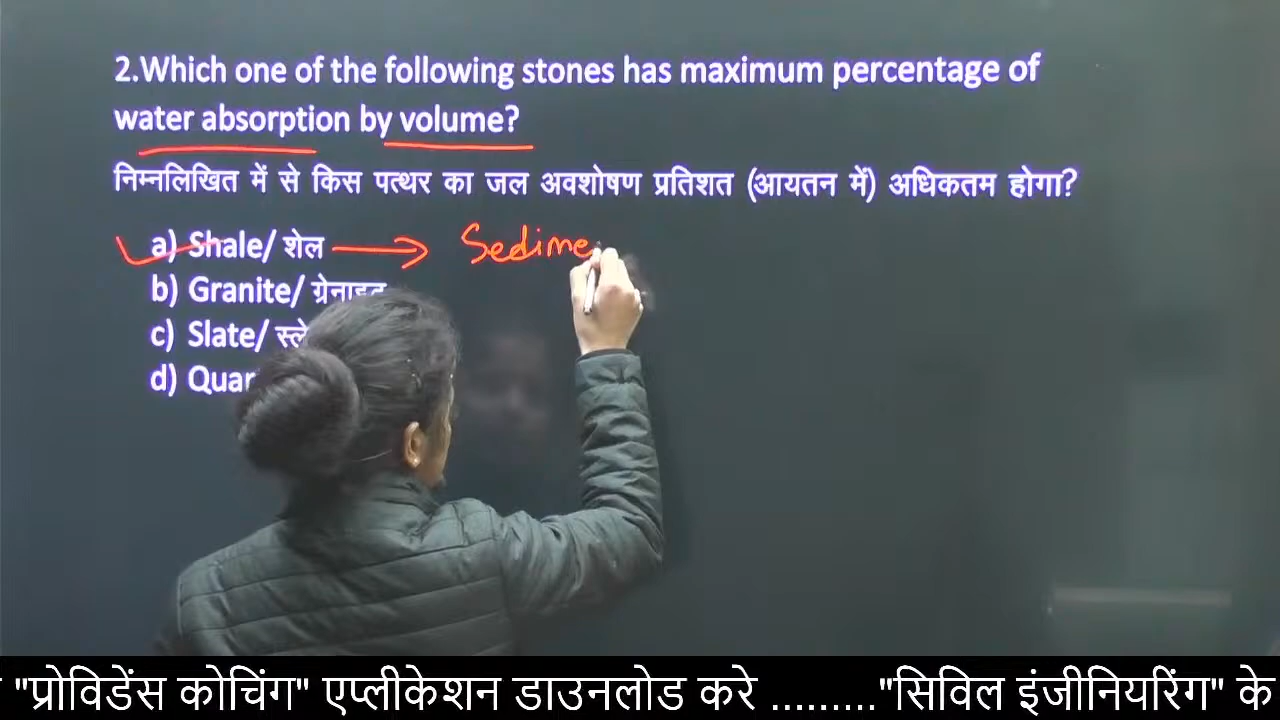 2.Which one of the following stones has maximum percentage of
water absorption by volume?
निम्नलिखित में से किस पत्थर का जल अवशोषण प्रतिशत (आयतन में) अधिकतम होगा?
a) Shale/ शेल → Sedime
b) Granite/ ग्रेनाइट
c) Slate/
d)
"प्रोविडेंस कोचिंग" एप्लीकेशन डाउनलोड करे ........."सिविल इंजीनियरिंग" के